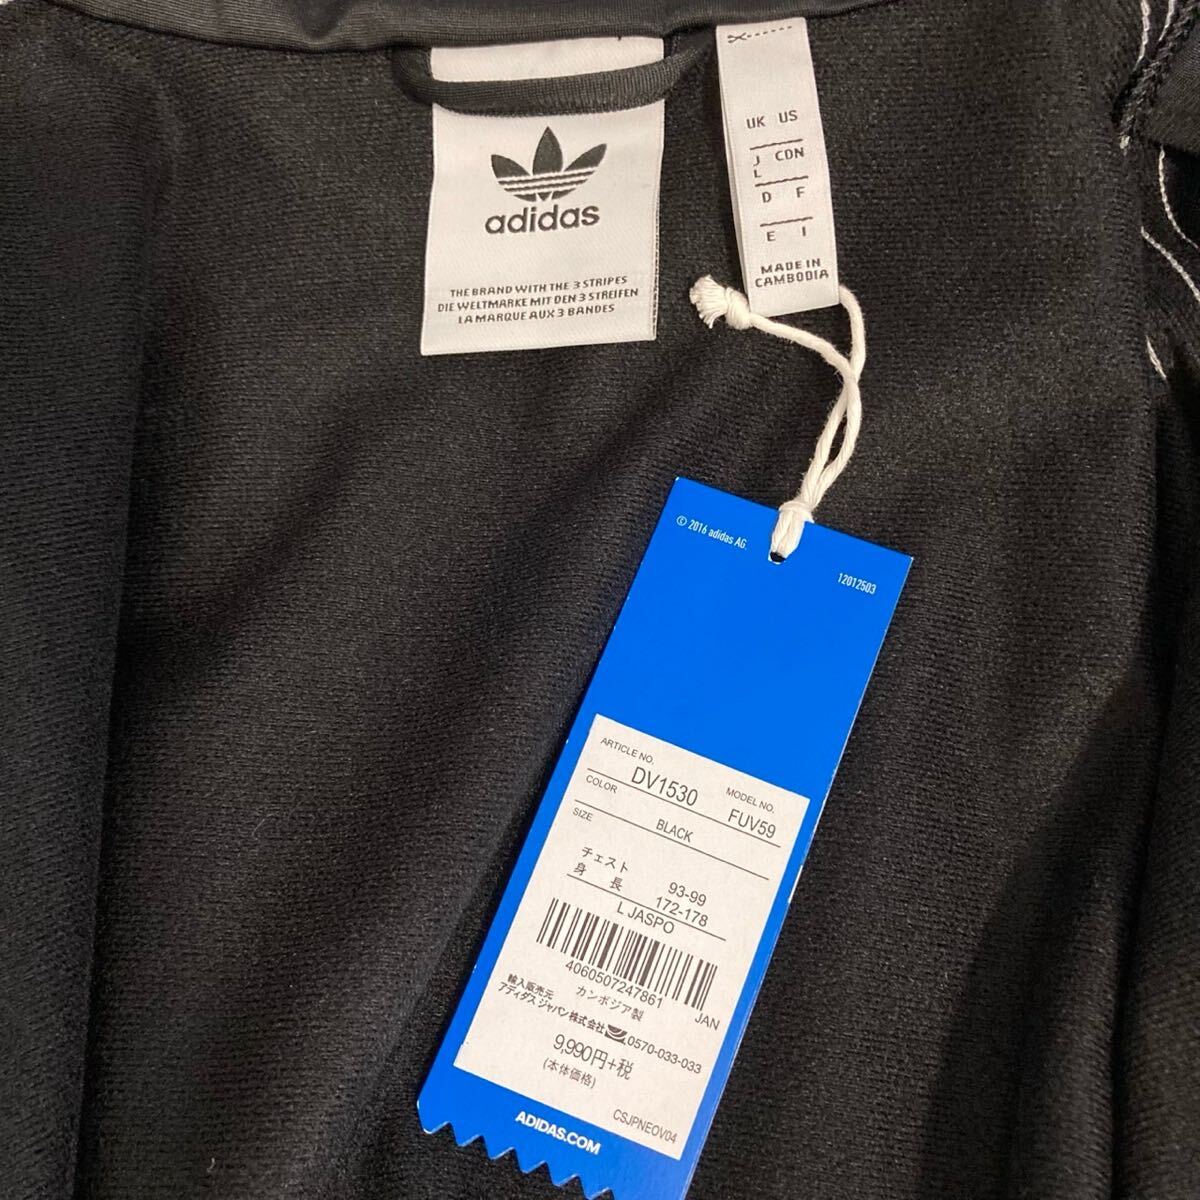 adidas
THE BRAND WITH THE 3 STRIPES
DIE WELTMARKE MIT DEN 3 STREIFEN
LA MARQUE AUX 3 BANDES
UK US
J L CDN
D F
E I
MADE IN
CAMBODIA
© 2016 adidas AG.
12012503
ARTICLE NO. DV1530 MODEL NO. FUV59
COLOR BLACK
SIZE
チェスト 93-99
身長 172-178
L JASPO
4060507247861 JAN
輸入販売元 カンボジア製
アディダス ジャパン株式会社 0570-033-033
9,990円+税
(本体価格)
CSJPNEOV04
ADIDAS.COM